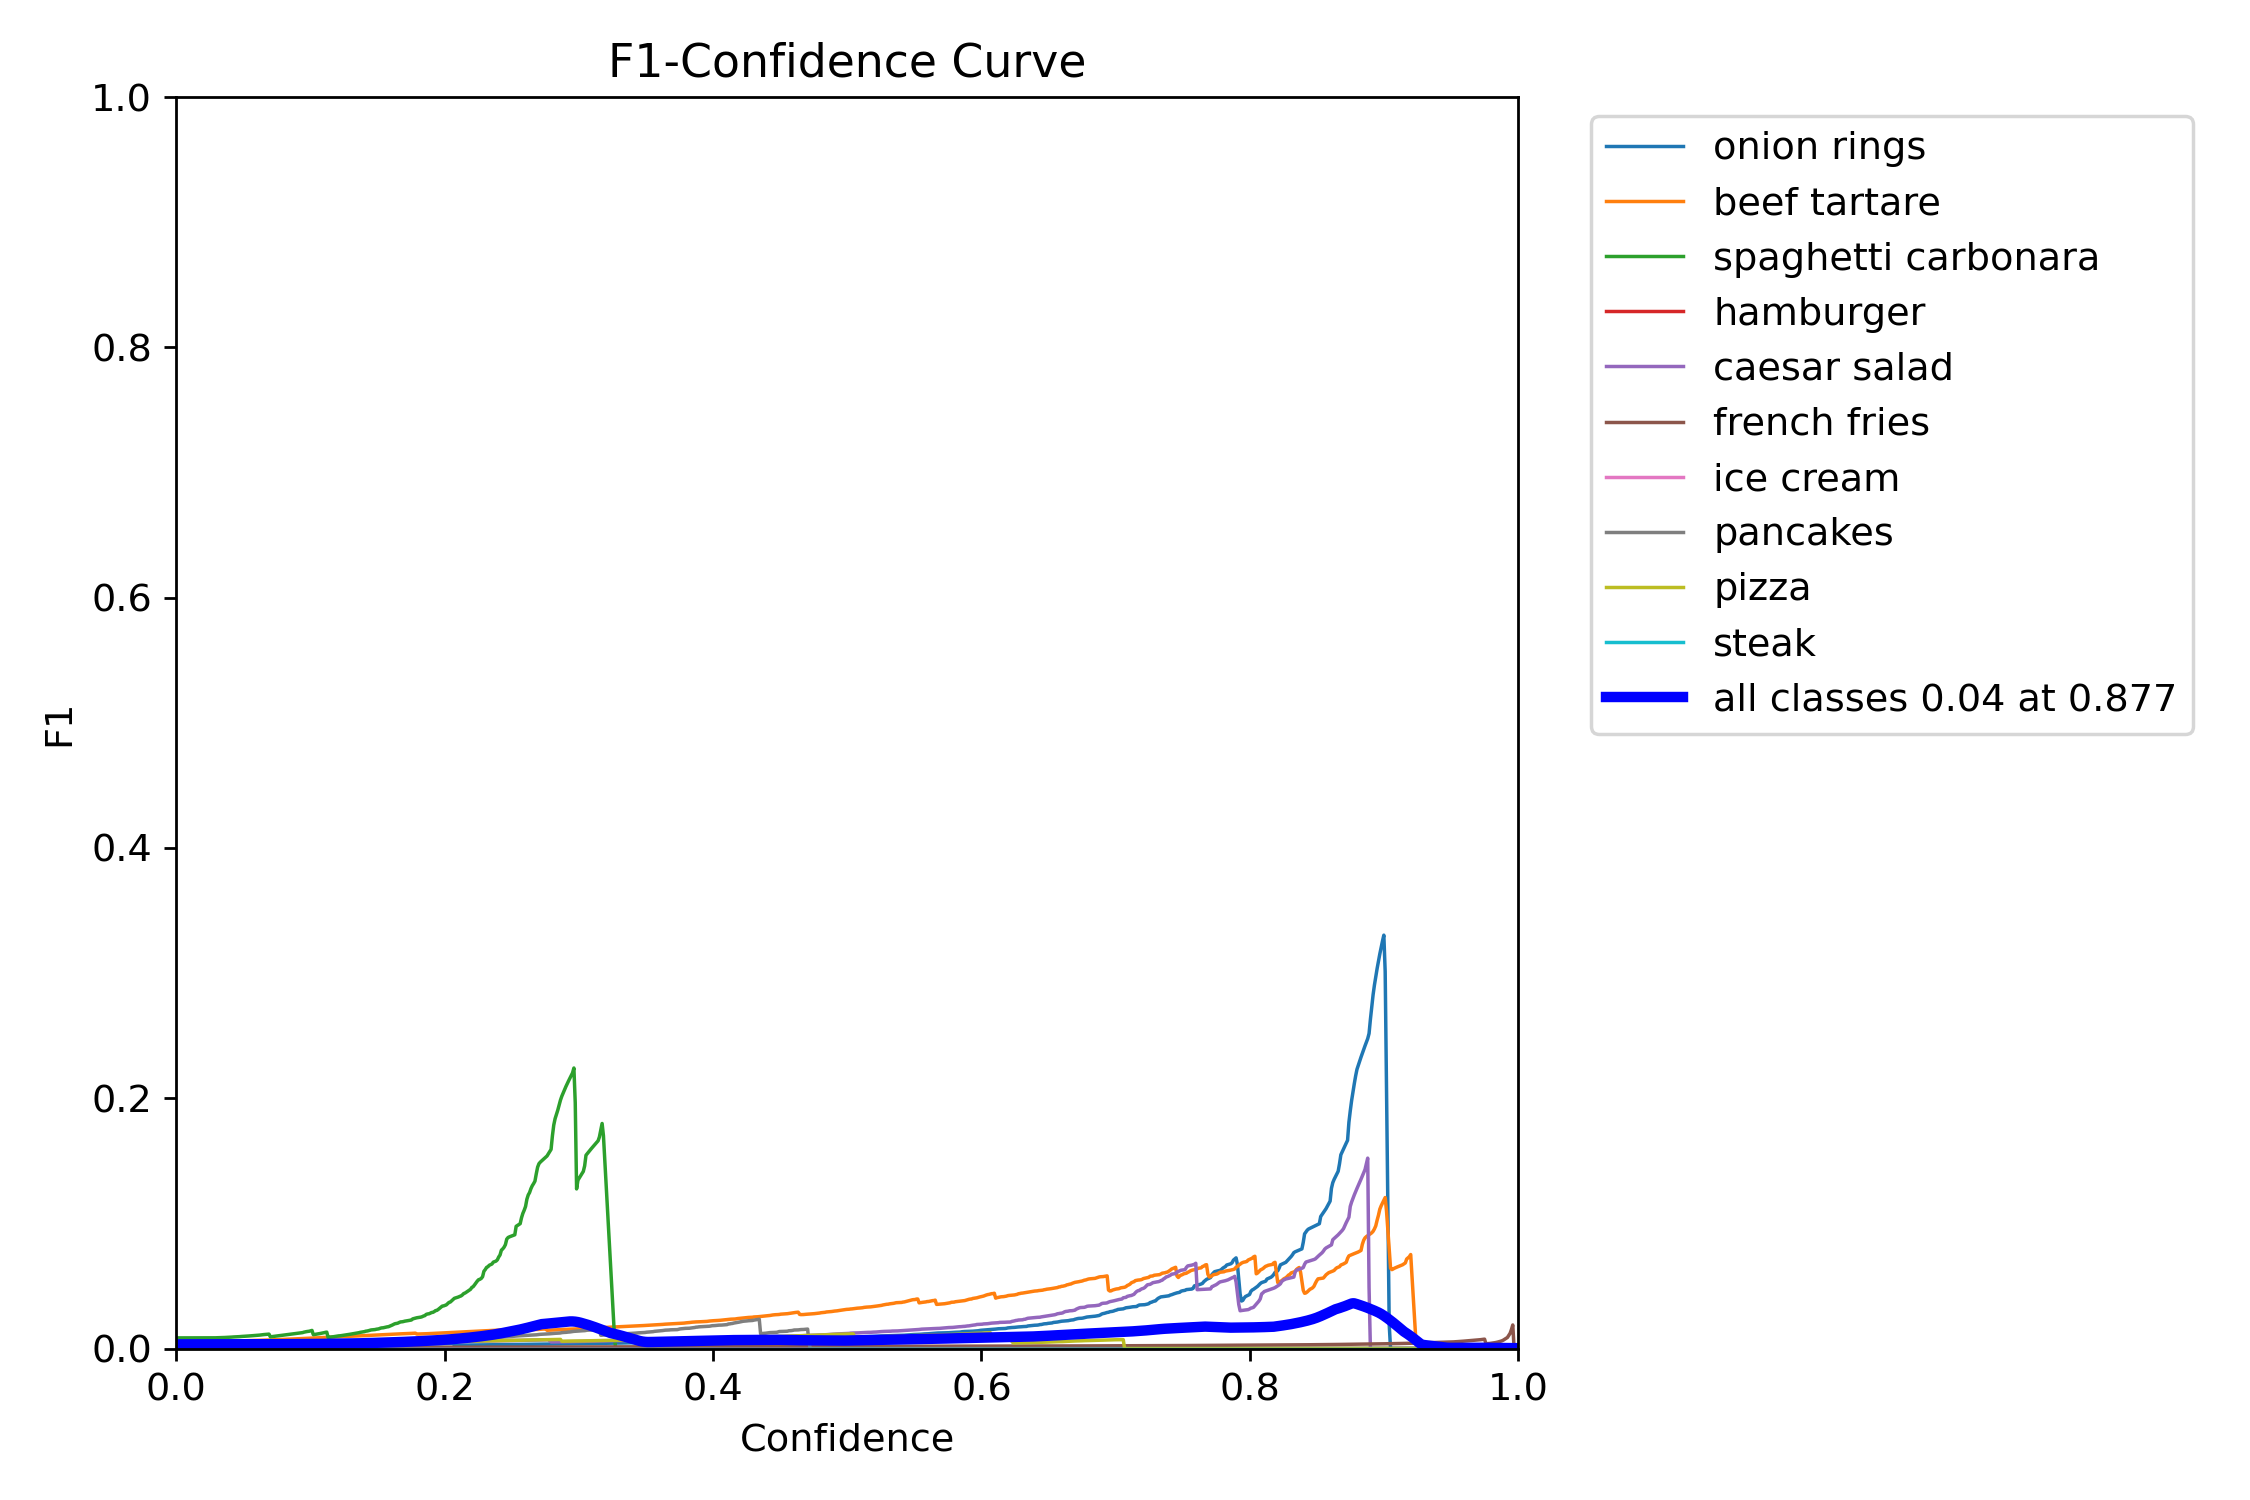 F1-Confidence Curve
1.0
0.8
0.6
0.4
0.2
0.0
F1
0.0 0.2 0.4 0.6 0.8 1.0
Confidence
onion rings
beef tartare
spaghetti carbonara
hamburger
caesar salad
french fries
ice cream
pancakes
pizza
steak
all classes 0.04 at 0.877